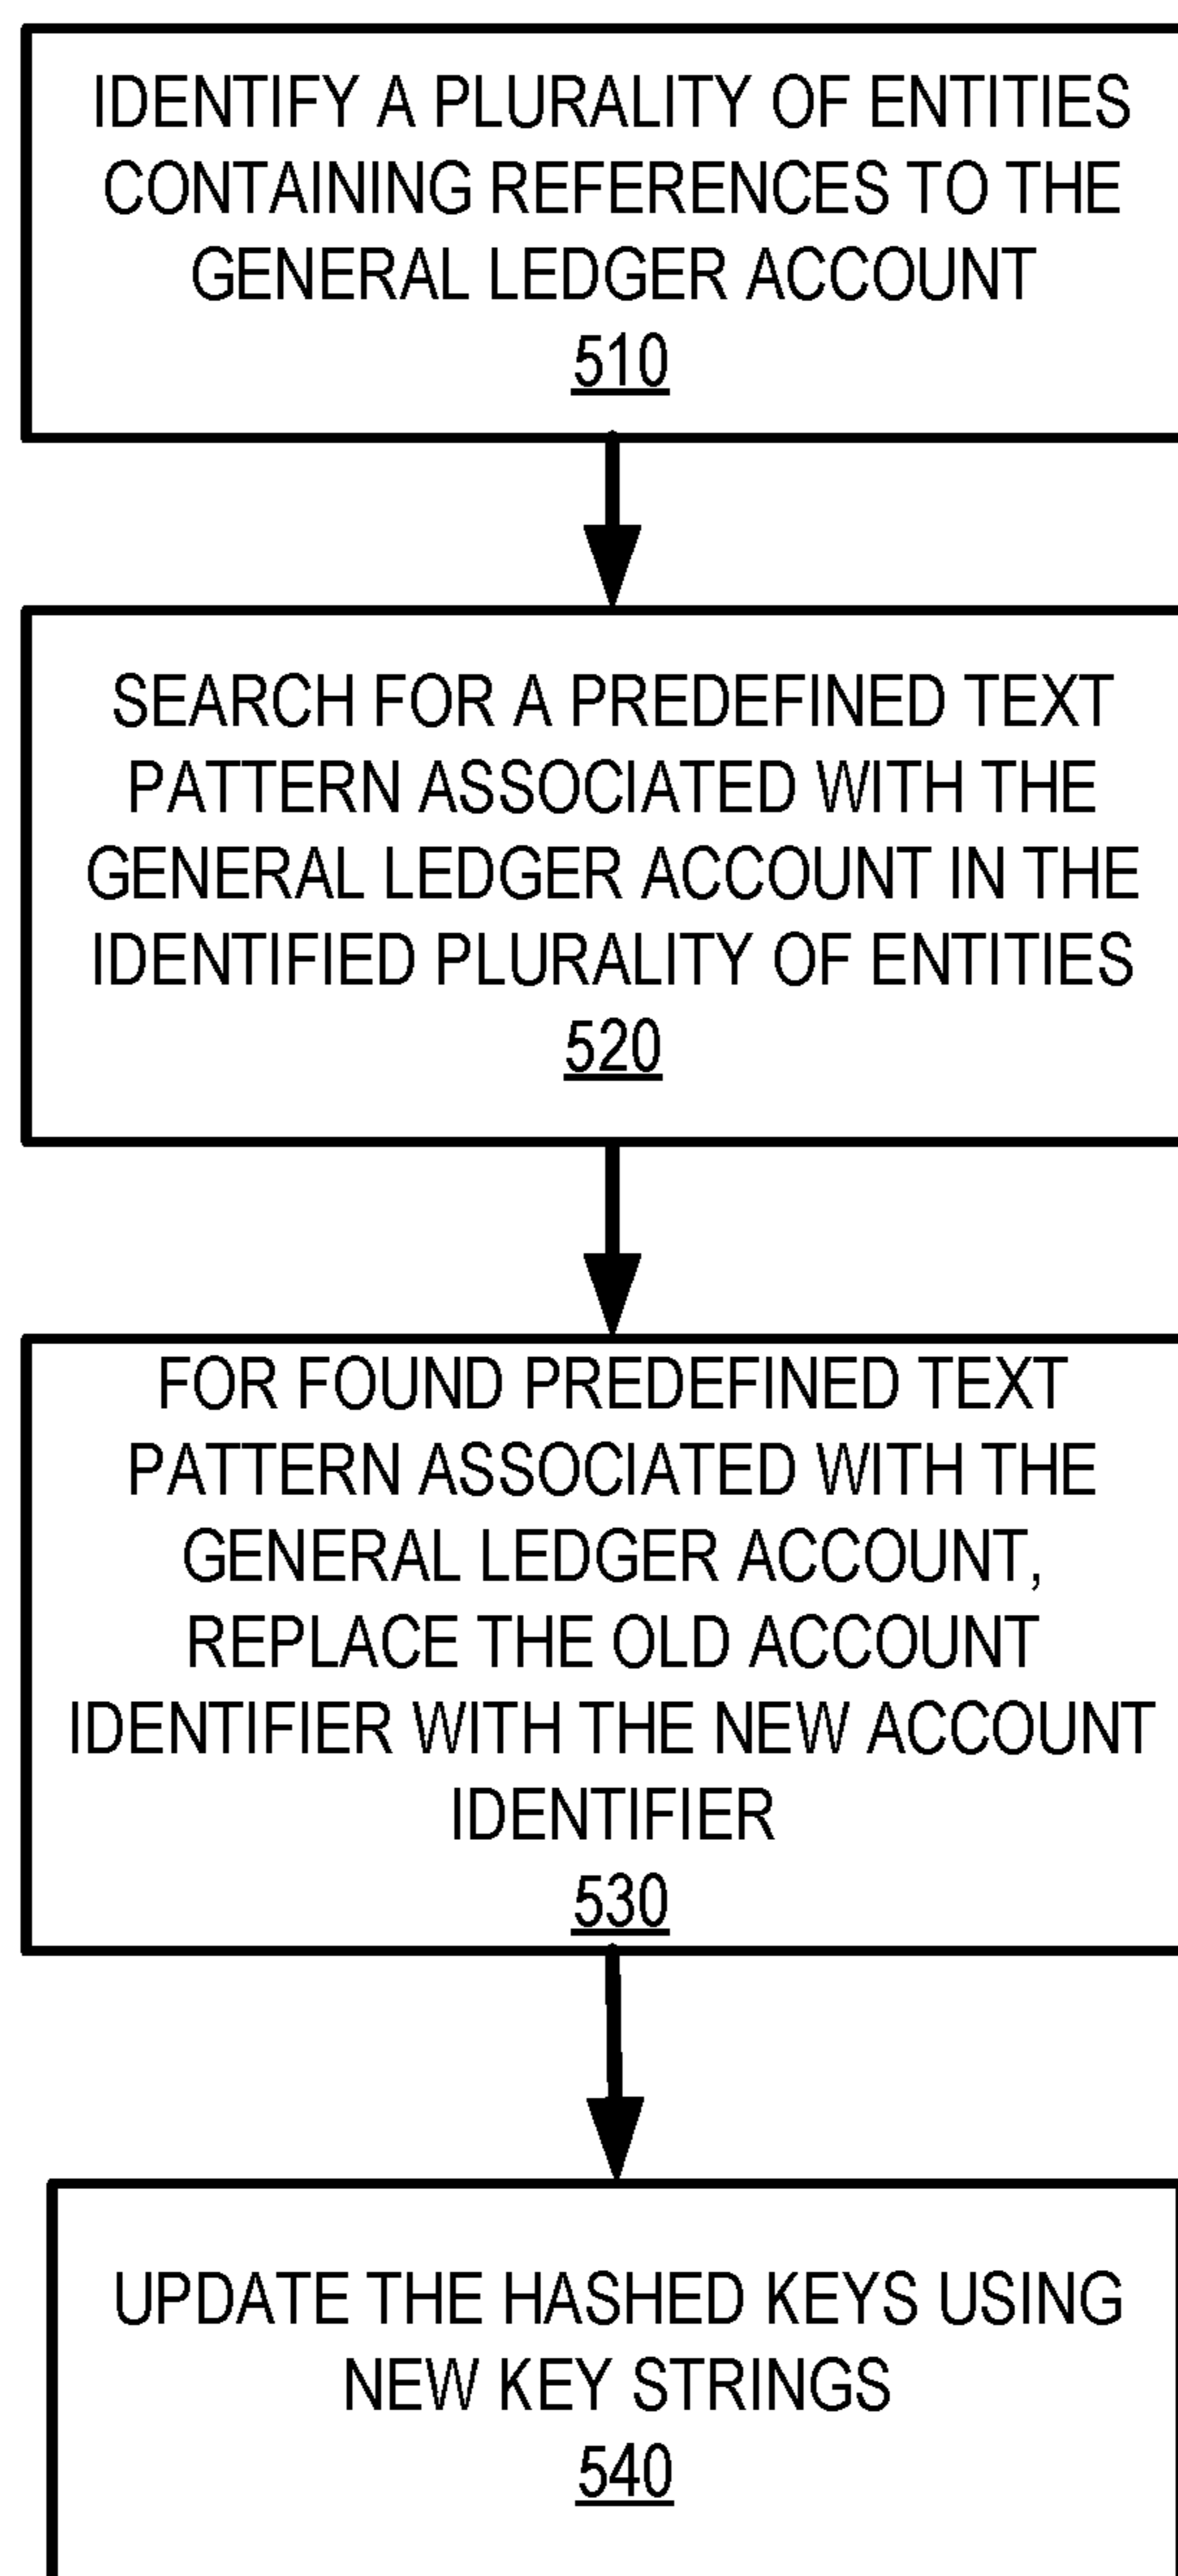 IDENTIFY A PLURALITY OF ENTITIES
CONTAINING REFERENCES TO THE
GENERAL LEDGER ACCOUNT
510
SEARCH FOR A PREDEFINED TEXT
PATTERN ASSOCIATED WITH THE
GENERAL LEDGER ACCOUNT IN THE
IDENTIFIED PLURALITY OF ENTITIES
520
FOR FOUND PREDEFINED TEXT
PATTERN ASSOCIATED WITH THE
GENERAL LEDGER ACCOUNT,
REPLACE THE OLD ACCOUNT
IDENTIFIER WITH THE NEW ACCOUNT
IDENTIFIER
530
UPDATE THE HASHED KEYS USING
NEW KEY STRINGS
540